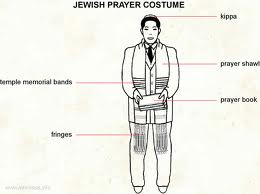 JEWISH PRAYER COSTUME
kippa
prayer shawl
temple memorial bands
prayer book
fringes